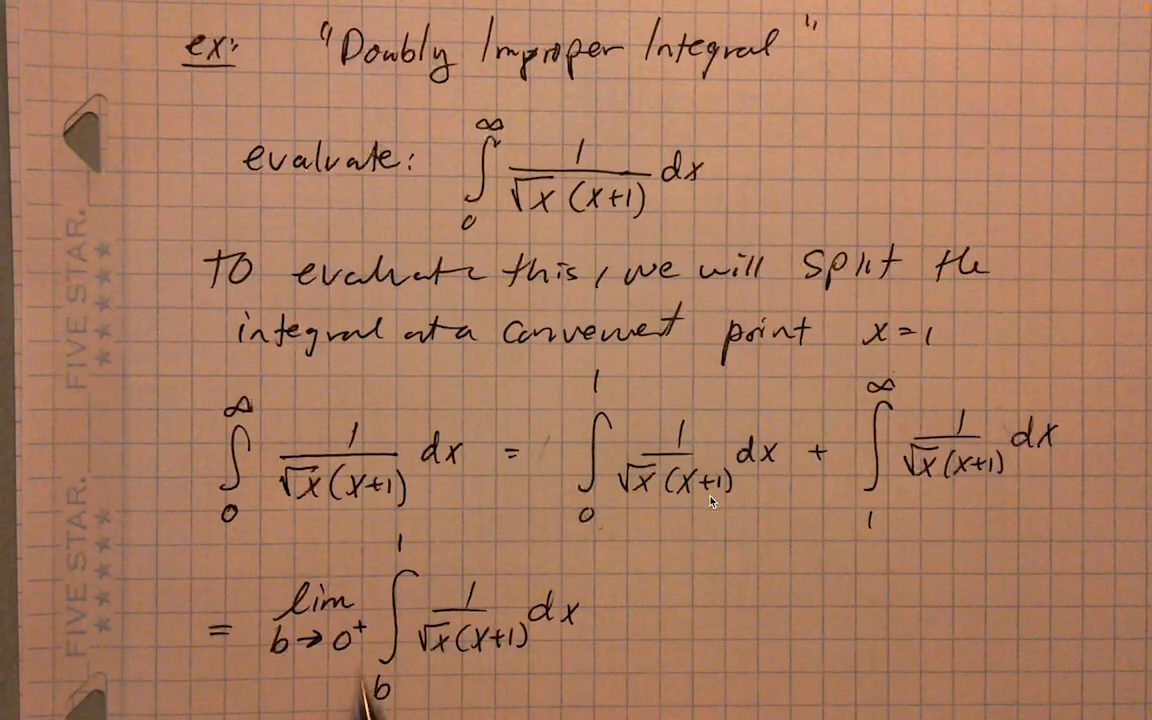 ex: "Doubly Improper Integral"
evaluate: ∫₀^∞ 1/(√x (x+1)) dx
To evaluate this, we will split the
integral at a convenient point x=1
∫₀^∞ 1/(√x (x+1)) dx = ∫₀^1 1/(√x (x+1)) dx + ∫₁^∞ 1/(√x (x+1)) dx
= lim b→0⁺ ∫_b^1 1/(√x (x+1)) dx
FIVE STAR.
FIVE STAR.